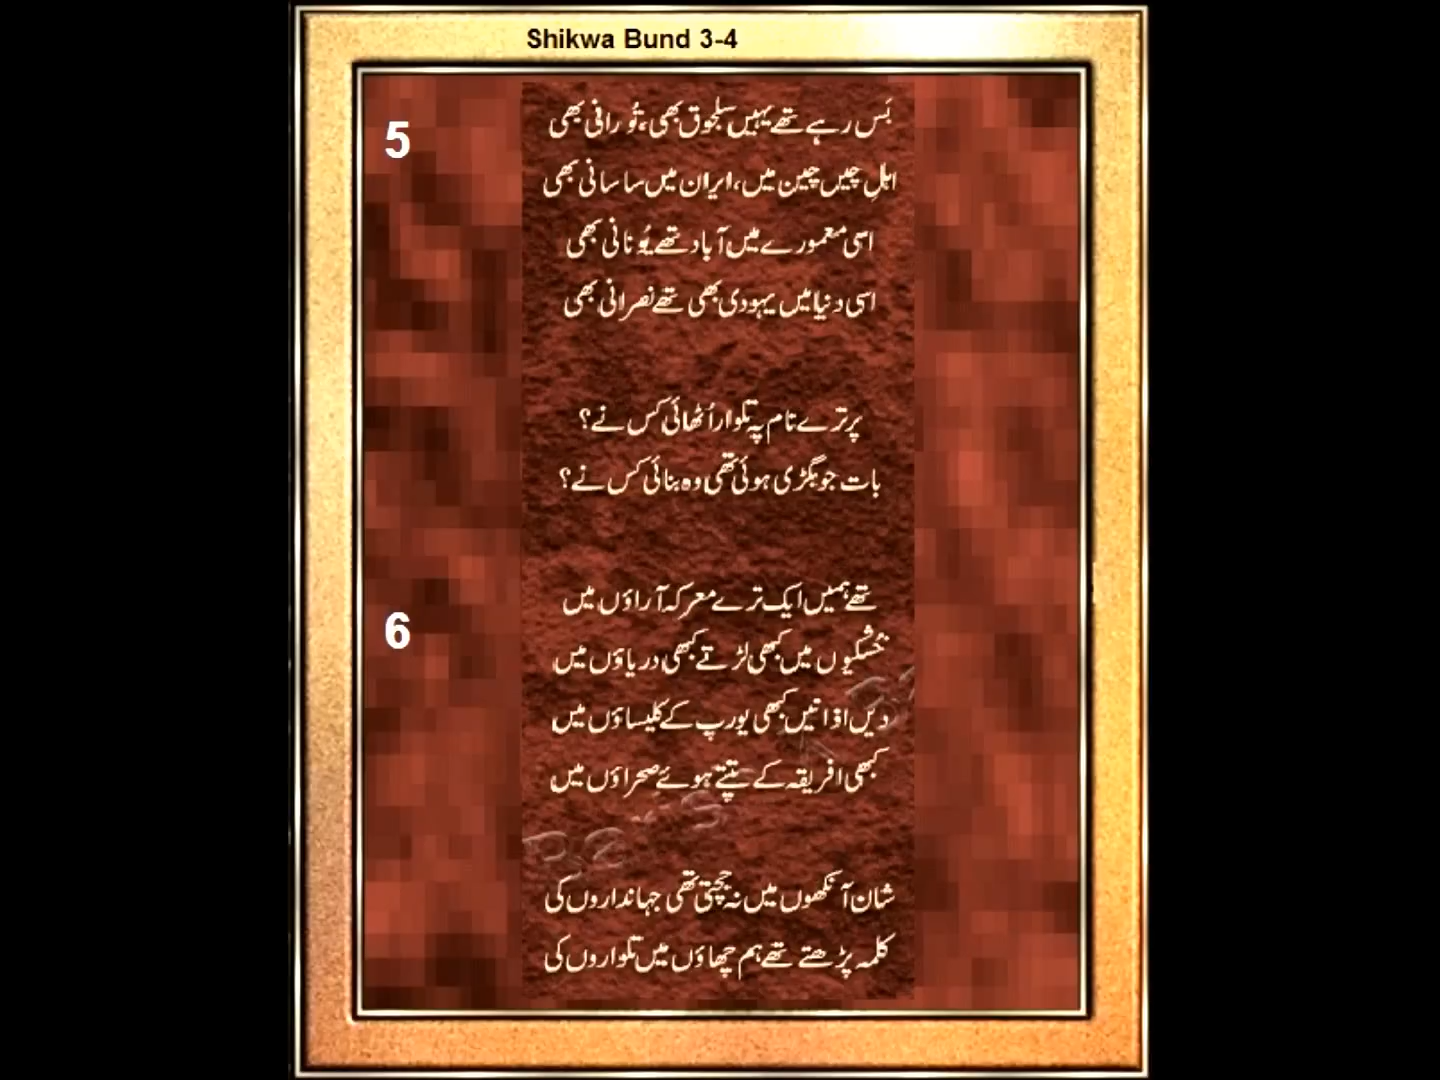 Shikwa Bund 3-4
5
بَس رہے تھے یہیں سلجوق بھی، تُورانی بھی
اہلِ چیں چین میں، ایران میں ساسانی بھی
اسی معمورے میں آباد تھے یُونانی بھی
اسی دنیا میں یہودی بھی تھے نصرانی بھی
پر ترے نام پہ تلوار اُٹھائی کس نے؟
بات جو بگڑی ہوئی تھی وہ بنائی کس نے؟
6
تھے ہمیں ایک ترے معرکہ آراؤں میں
خُشکیوں میں کبھی لڑتے کبھی دریاؤں میں
دیں اذانیں کبھی یورپ کے کلیساؤں میں
کبھی افریقہ کے تپتے ہوئے صحراؤں میں
شان آنکھوں میں نہ جچتی تھی جہانداروں کی
کلمہ پڑھتے تھے ہم چھاؤں میں تلواروں کی